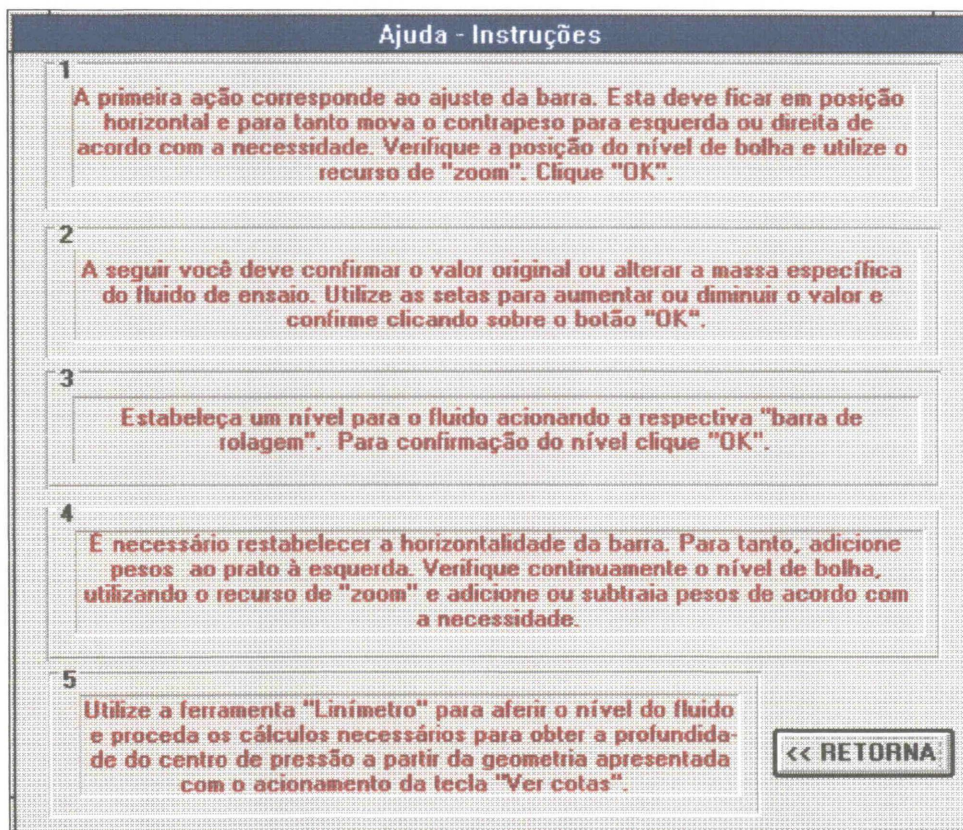 Ajuda - Instruções
1
A primeira ação corresponde ao ajuste da barra. Esta deve ficar em posição
horizontal e para tanto mova o contrapeso para esquerda ou direita de
acordo com a necessidade. Verifique a posição do nível de bolha e utilize o
recurso de "zoom". Clique "OK".
2
A seguir você deve confirmar o valor original ou alterar a massa específica
do fluido de ensaio. Utilize as setas para aumentar ou diminuir o valor e
confirme clicando sobre o botão "OK".
3
Estabeleça um nível para o fluido acionando a respectiva "barra de
rolagem". Para confirmação do nível clique "OK".
4
É necessário restabelecer a horizontalidade da barra. Para tanto, adicione
pesos ao prato à esquerda. Verifique continuamente o nível de bolha,
utilizando o recurso de "zoom" e adicione ou subtraia pesos de acordo com
a necessidade.
5
Utilize a ferramenta "Linímetro" para aferir o nível do fluido
e proceda os cálculos necessários para obter a profundida-
de do centro de pressão a partir da geometria apresentada
com o acionamento da tecla "Ver cotas".
<< RETORNA